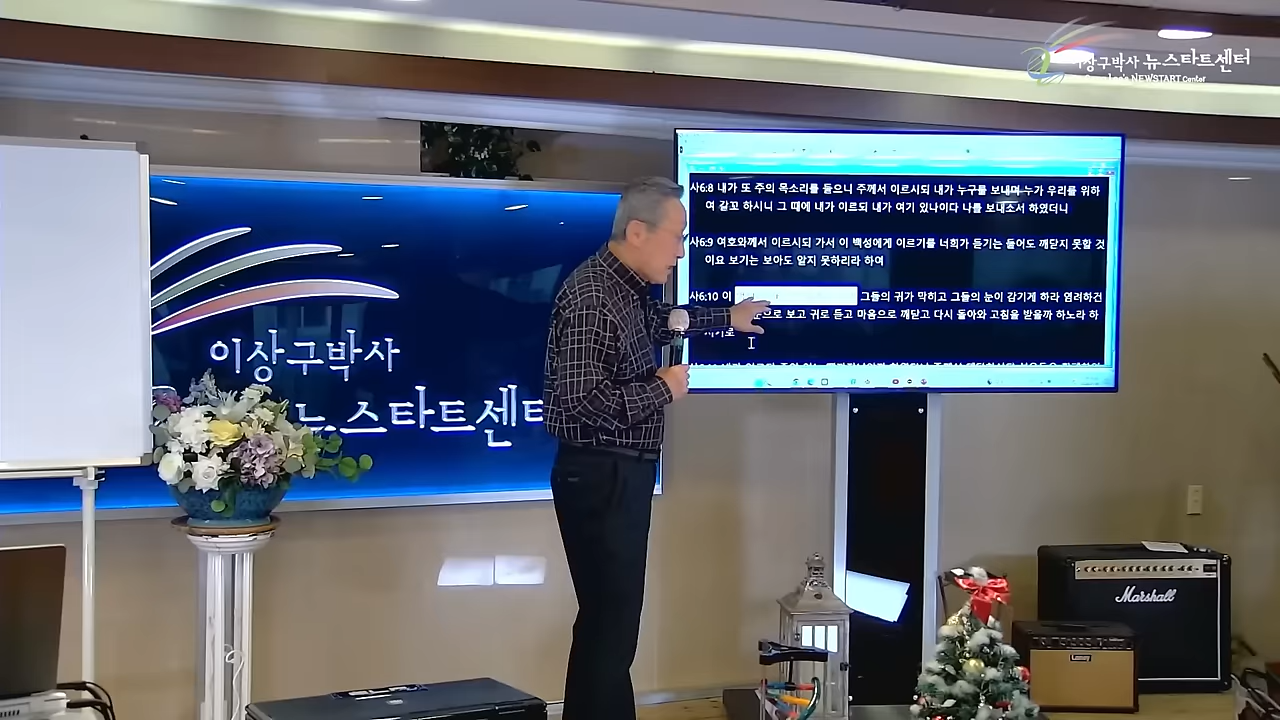 이상구박사 뉴스타트센터
NEWSTART Center
사6:8 내가 또 주의 목소리를 들으니 주께서 이르시되 내가 누구를 보내며 누가 우리를 위하
여 갈꼬 하시니 그 때에 내가 이르되 내가 여기 있나이다 나를 보내소서 하였더니
사6:9 여호와께서 이르시되 가서 이 백성에게 이르기를 너희가 듣기는 들어도 깨닫지 못할 것
이요 보기는 보아도 알지 못하리라 하여
사6:10 이 그들의 귀가 막히고 그들의 눈이 감기게 하라 염려하건
보고 귀로 듣고 마음으로 깨닫고 다시 돌아와 고침을 받을까 하노라 하
이상구박사
뉴스타트센터
Marshall
Laney